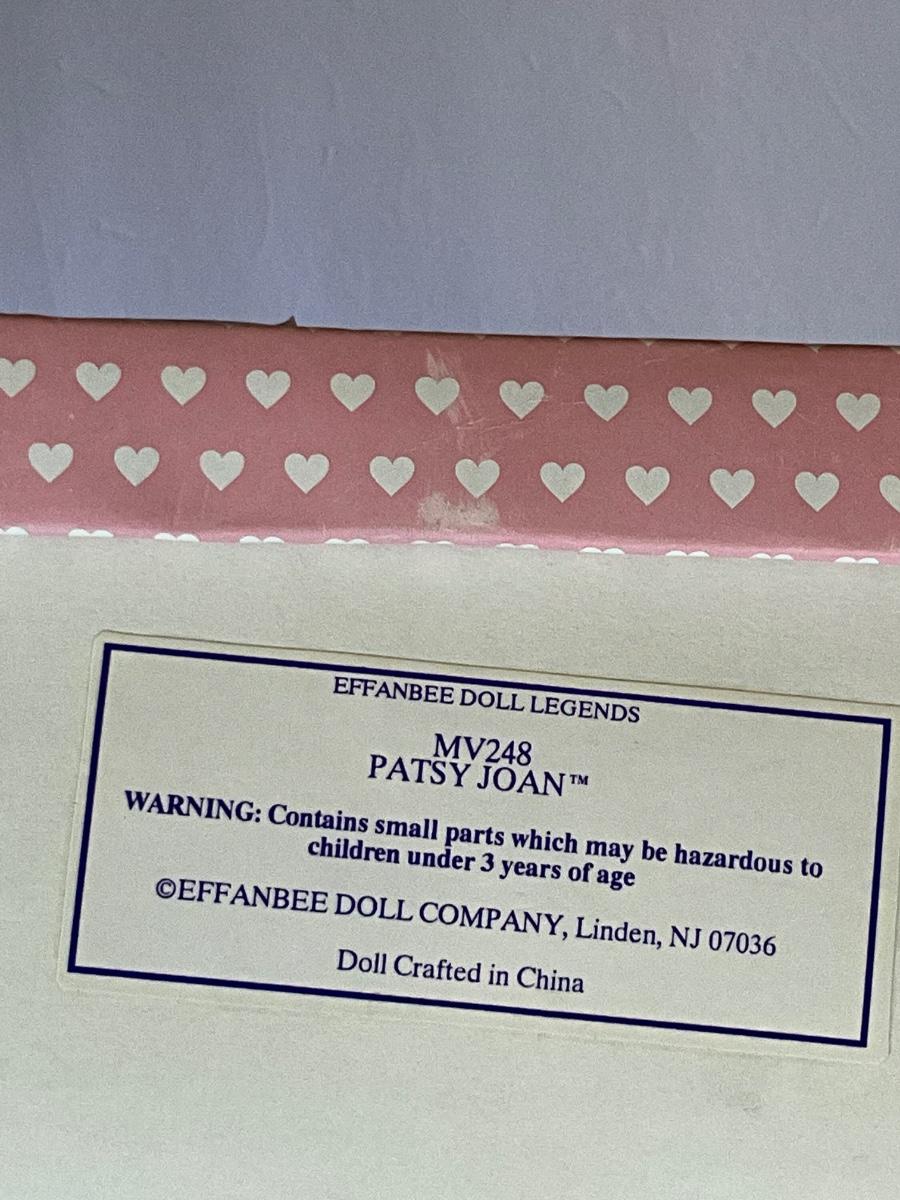 EFFANBEE DOLL LEGENDS
MV248
PATSY JOAN™
WARNING: Contains small parts which may be hazardous to
children under 3 years of age
©EFFANBEE DOLL COMPANY, Linden, NJ 07036
Doll Crafted in China